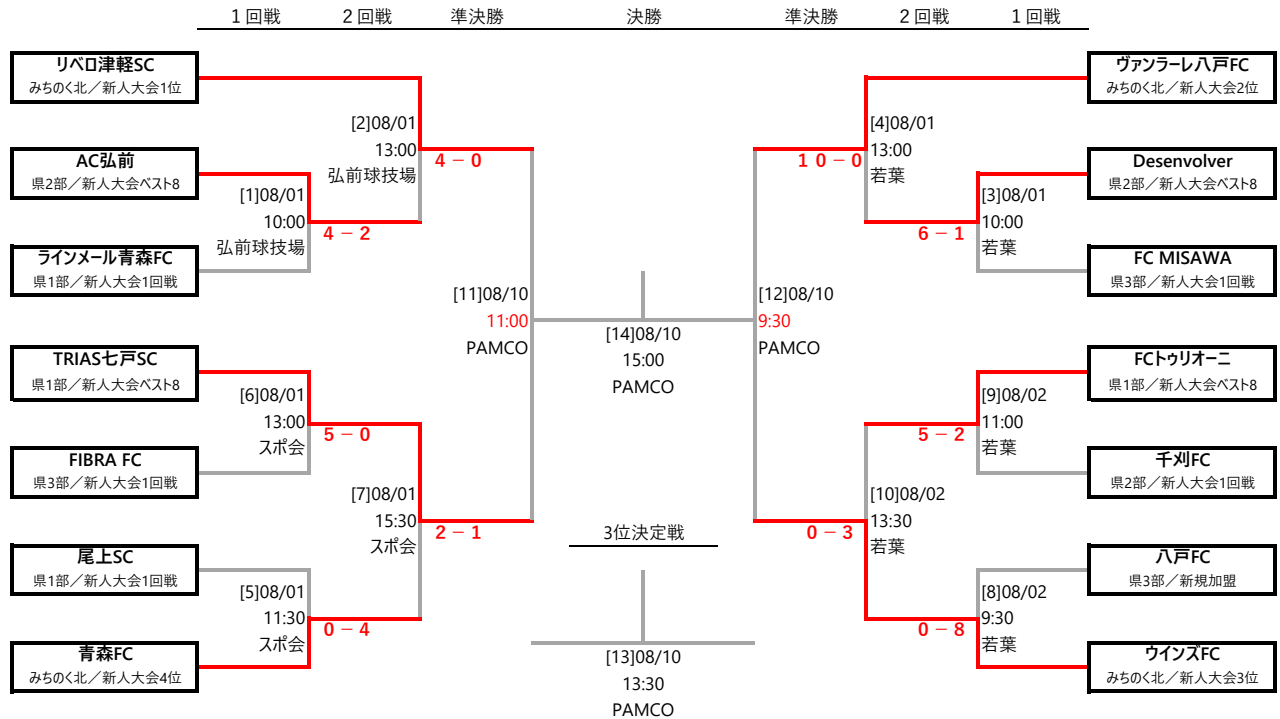 １回戦
２回戦
準決勝
決勝
準決勝
２回戦
１回戦
リベロ津軽SC
みちのく北／新人大会1位
AC弘前
県2部／新人大会ベスト8
ラインメール青森FC
県1部／新人大会1回戦
TRIAS七戸SC
県1部／新人大会ベスト8
FIBRA FC
県3部／新人大会1回戦
尾上SC
県1部／新人大会1回戦
青森FC
みちのく北／新人大会4位
[1]08/01
10:00
弘前球技場
[6]08/01
13:00
スポ会
[5]08/01
11:30
スポ会
[2]08/01
13:00
弘前球技場
4 － 2
5 － 0
[7]08/01
15:30
スポ会
0 － 4
4 － 0
[11]08/10
11:00
PAMCO
2 － 1
[14]08/10
15:00
PAMCO
3位決定戦
[13]08/10
13:30
PAMCO
[12]08/10
9:30
PAMCO
10 － 0
0 － 3
[4]08/01
13:00
若葉
6 － 1
5 － 2
[10]08/02
13:30
若葉
0 － 8
[3]08/01
10:00
若葉
[9]08/02
11:00
若葉
[8]08/02
9:30
若葉
ヴァンラーレ八戸FC
みちのく北／新人大会2位
Desenvolver
県2部／新人大会ベスト8
FC MISAWA
県3部／新人大会1回戦
FCトゥリオーニ
県1部／新人大会ベスト8
千刈FC
県2部／新人大会1回戦
八戸FC
県3部／新規加盟
ウインズFC
みちのく北／新人大会3位